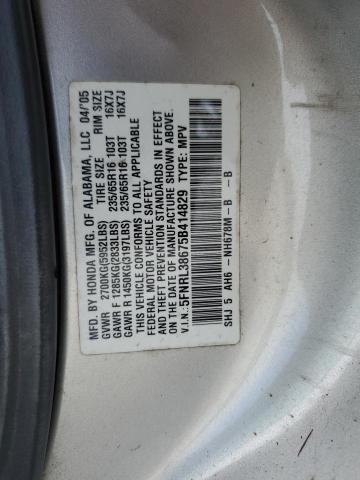 MFD. BY HONDA MFG. OF ALABAMA, LLC 04/'05
GVWR 2700KG(5952LBS) TIRE SIZE RIM SIZE
GAWR F 1285KG(2833LBS) 235/65R16 103T 16X7J
GAWR R 1450KG(3197LBS) 235/65R16 103T 16X7J
THIS VEHICLE CONFORMS TO ALL APPLICABLE
FEDERAL MOTOR VEHICLE SAFETY
AND THEFT PREVENTION STANDARDS IN EFFECT
ON THE DATE OF MANUFACTURE SHOWN ABOVE.
V.I.N.: 5FNRL38675B414829 TYPE: MPV
SHJ 5 AH6 -NH678M- B - B